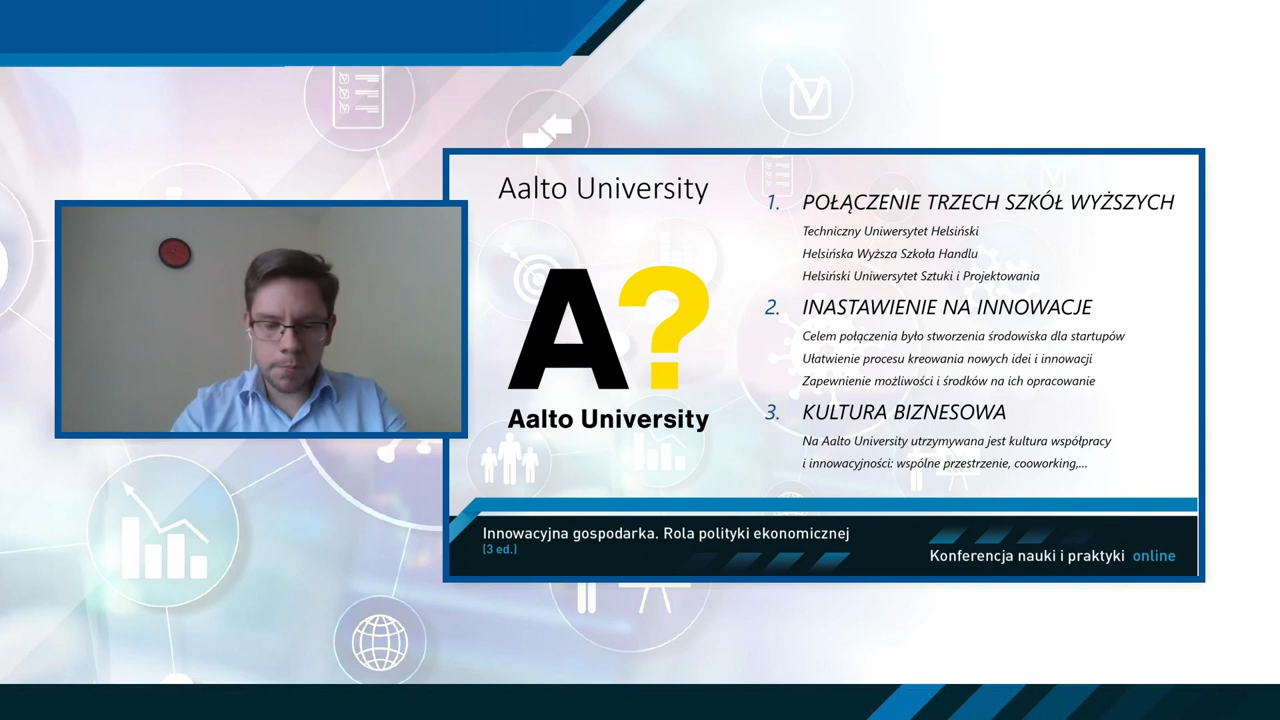 Aalto University
A?
Aalto University
1. POŁĄCZENIE TRZECH SZKÓŁ WYŻSZYCH
Techniczny Uniwersytet Helsiński
Helsińska Wyższa Szkoła Handlu
Helsiński Uniwersytet Sztuki i Projektowania
2. INASTAWIENIE NA INNOWACJE
Celem połączenia było stworzenia środowiska dla startupów
Ułatwienie procesu kreowania nowych idei i innowacji
Zapewnienie możliwości i środków na ich opracowanie
3. KULTURA BIZNESOWA
Na Aalto University utrzymywana jest kultura współpracy
i innowacyjności: wspólne przestrzenie, cooworking,...
Innowacyjna gospodarka. Rola polityki ekonomicznej
(3 ed.)
Konferencja nauki i praktyki online